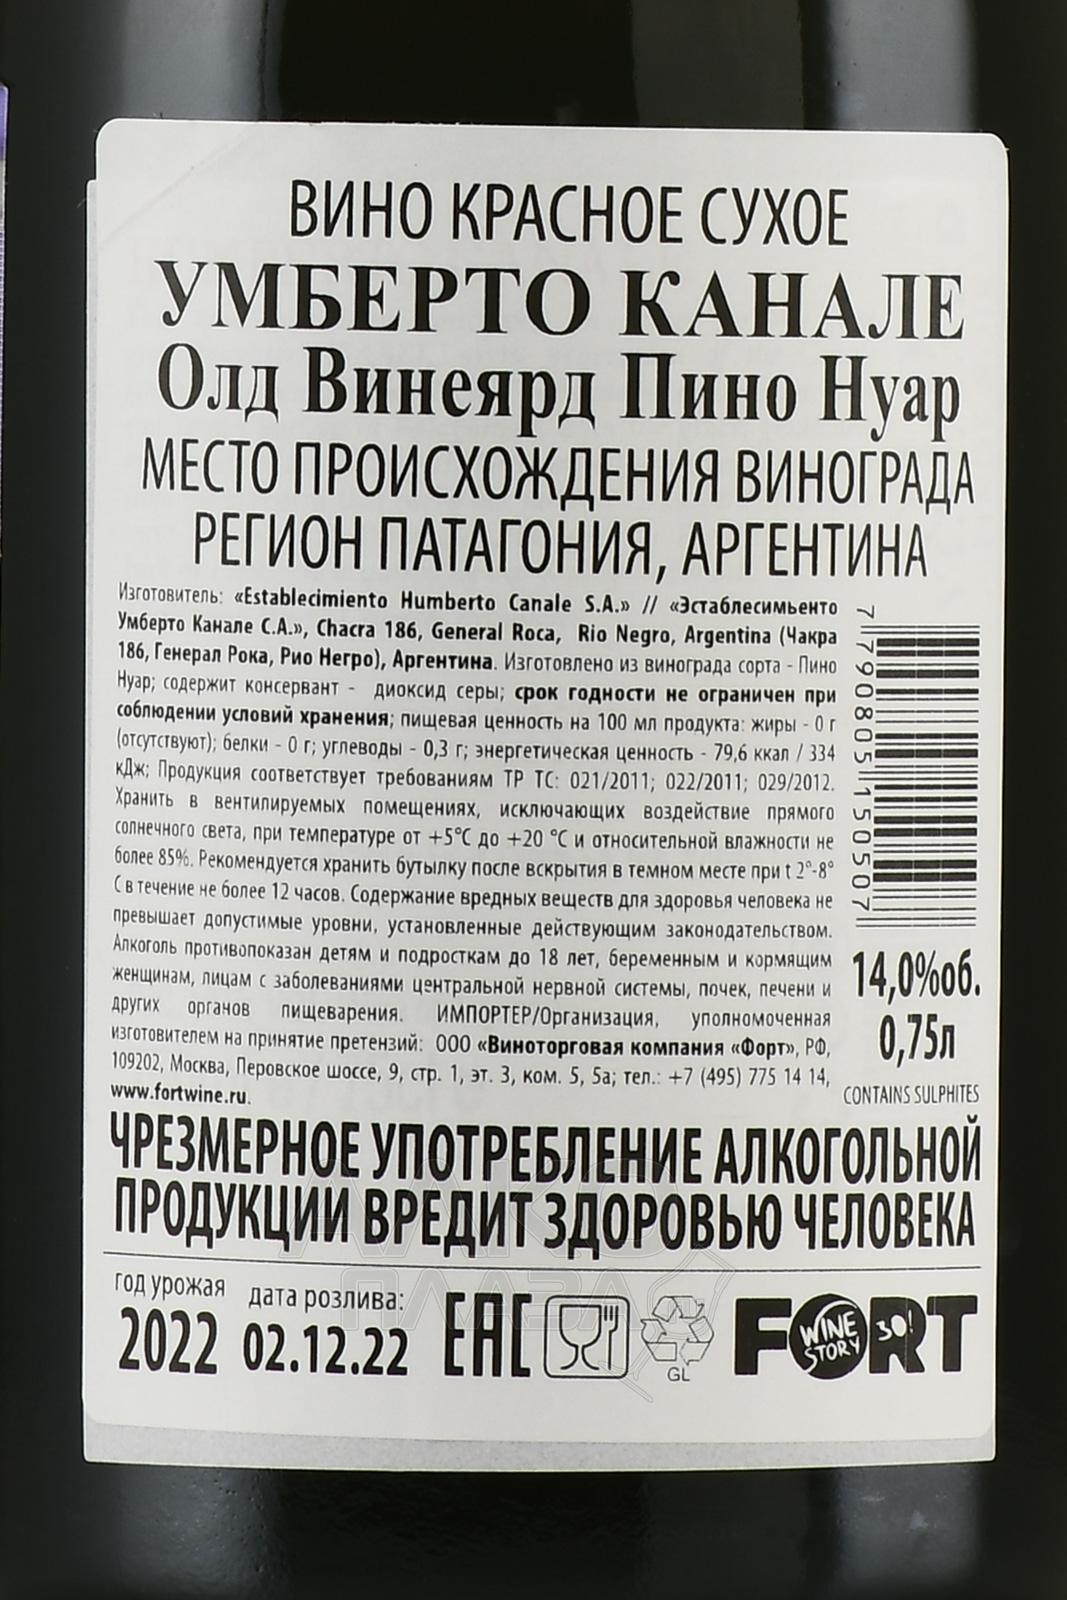 ВИНО КРАСНОЕ СУХОЕ
УМБЕРТО КАНАЛЕ
Олд Винеярд Пино Нуар
МЕСТО ПРОИСХОЖДЕНИЯ ВИНОГРАДА
РЕГИОН ПАТАГОНИЯ, АРГЕНТИНА
Изготовитель: «Establecimiento Humberto Canale S.A.» // «Эстаблесимьенто
Умберто Канале С.А.», Chacra 186, General Roca, Rio Negro, Argentina (Чакра
186, Генерал Рока, Рио Негро), Аргентина. Изготовлено из винограда сорта - Пино
Нуар; содержит консервант - диоксид серы; срок годности не ограничен при
соблюдении условий хранения; пищевая ценность на 100 мл продукта: жиры - 0 г
(отсутствуют); белки - 0 г; углеводы - 0,3 г; энергетическая ценность - 79,6 ккал / 334
кДж; Продукция соответствует требованиям ТР ТС: 021/2011; 022/2011; 029/2012.
Хранить в вентилируемых помещениях, исключающих воздействие прямого
солнечного света, при температуре от +5°C до +20 °C и относительной влажности не
более 85%. Рекомендуется хранить бутылку после вскрытия в темном месте при t 2°-8°
С в течение не более 12 часов. Содержание вредных веществ для здоровья человека не
превышает допустимые уровни, установленные действующим законодательством.
Алкоголь противопоказан детям и подросткам до 18 лет, беременным и кормящим
женщинам, лицам с заболеваниями центральной нервной системы, почек, печени и
других органов пищеварения. ИМПОРТЕР/Организация, уполномоченная
изготовителем на принятие претензий: ООО «Виноторговая компания «Форт», РФ,
109202, Москва, Перовское шоссе, 9, стр. 1, эт. 3, ком. 5, 5а; тел.: +7 (495) 775 14 14,
www.fortwine.ru.
7 790805 150507
14,0%об.
0,75л
CONTAINS SULPHITES
ЧРЕЗМЕРНОЕ УПОТРЕБЛЕНИЕ АЛКОГОЛЬНОЙ
ПРОДУКЦИИ ВРЕДИТ ЗДОРОВЬЮ ЧЕЛОВЕКА
АЛКО
ПЛАЗА
год урожая
2022
дата розлива:
02.12.22
EAC
GL
FORT
WINE
STORY
30!